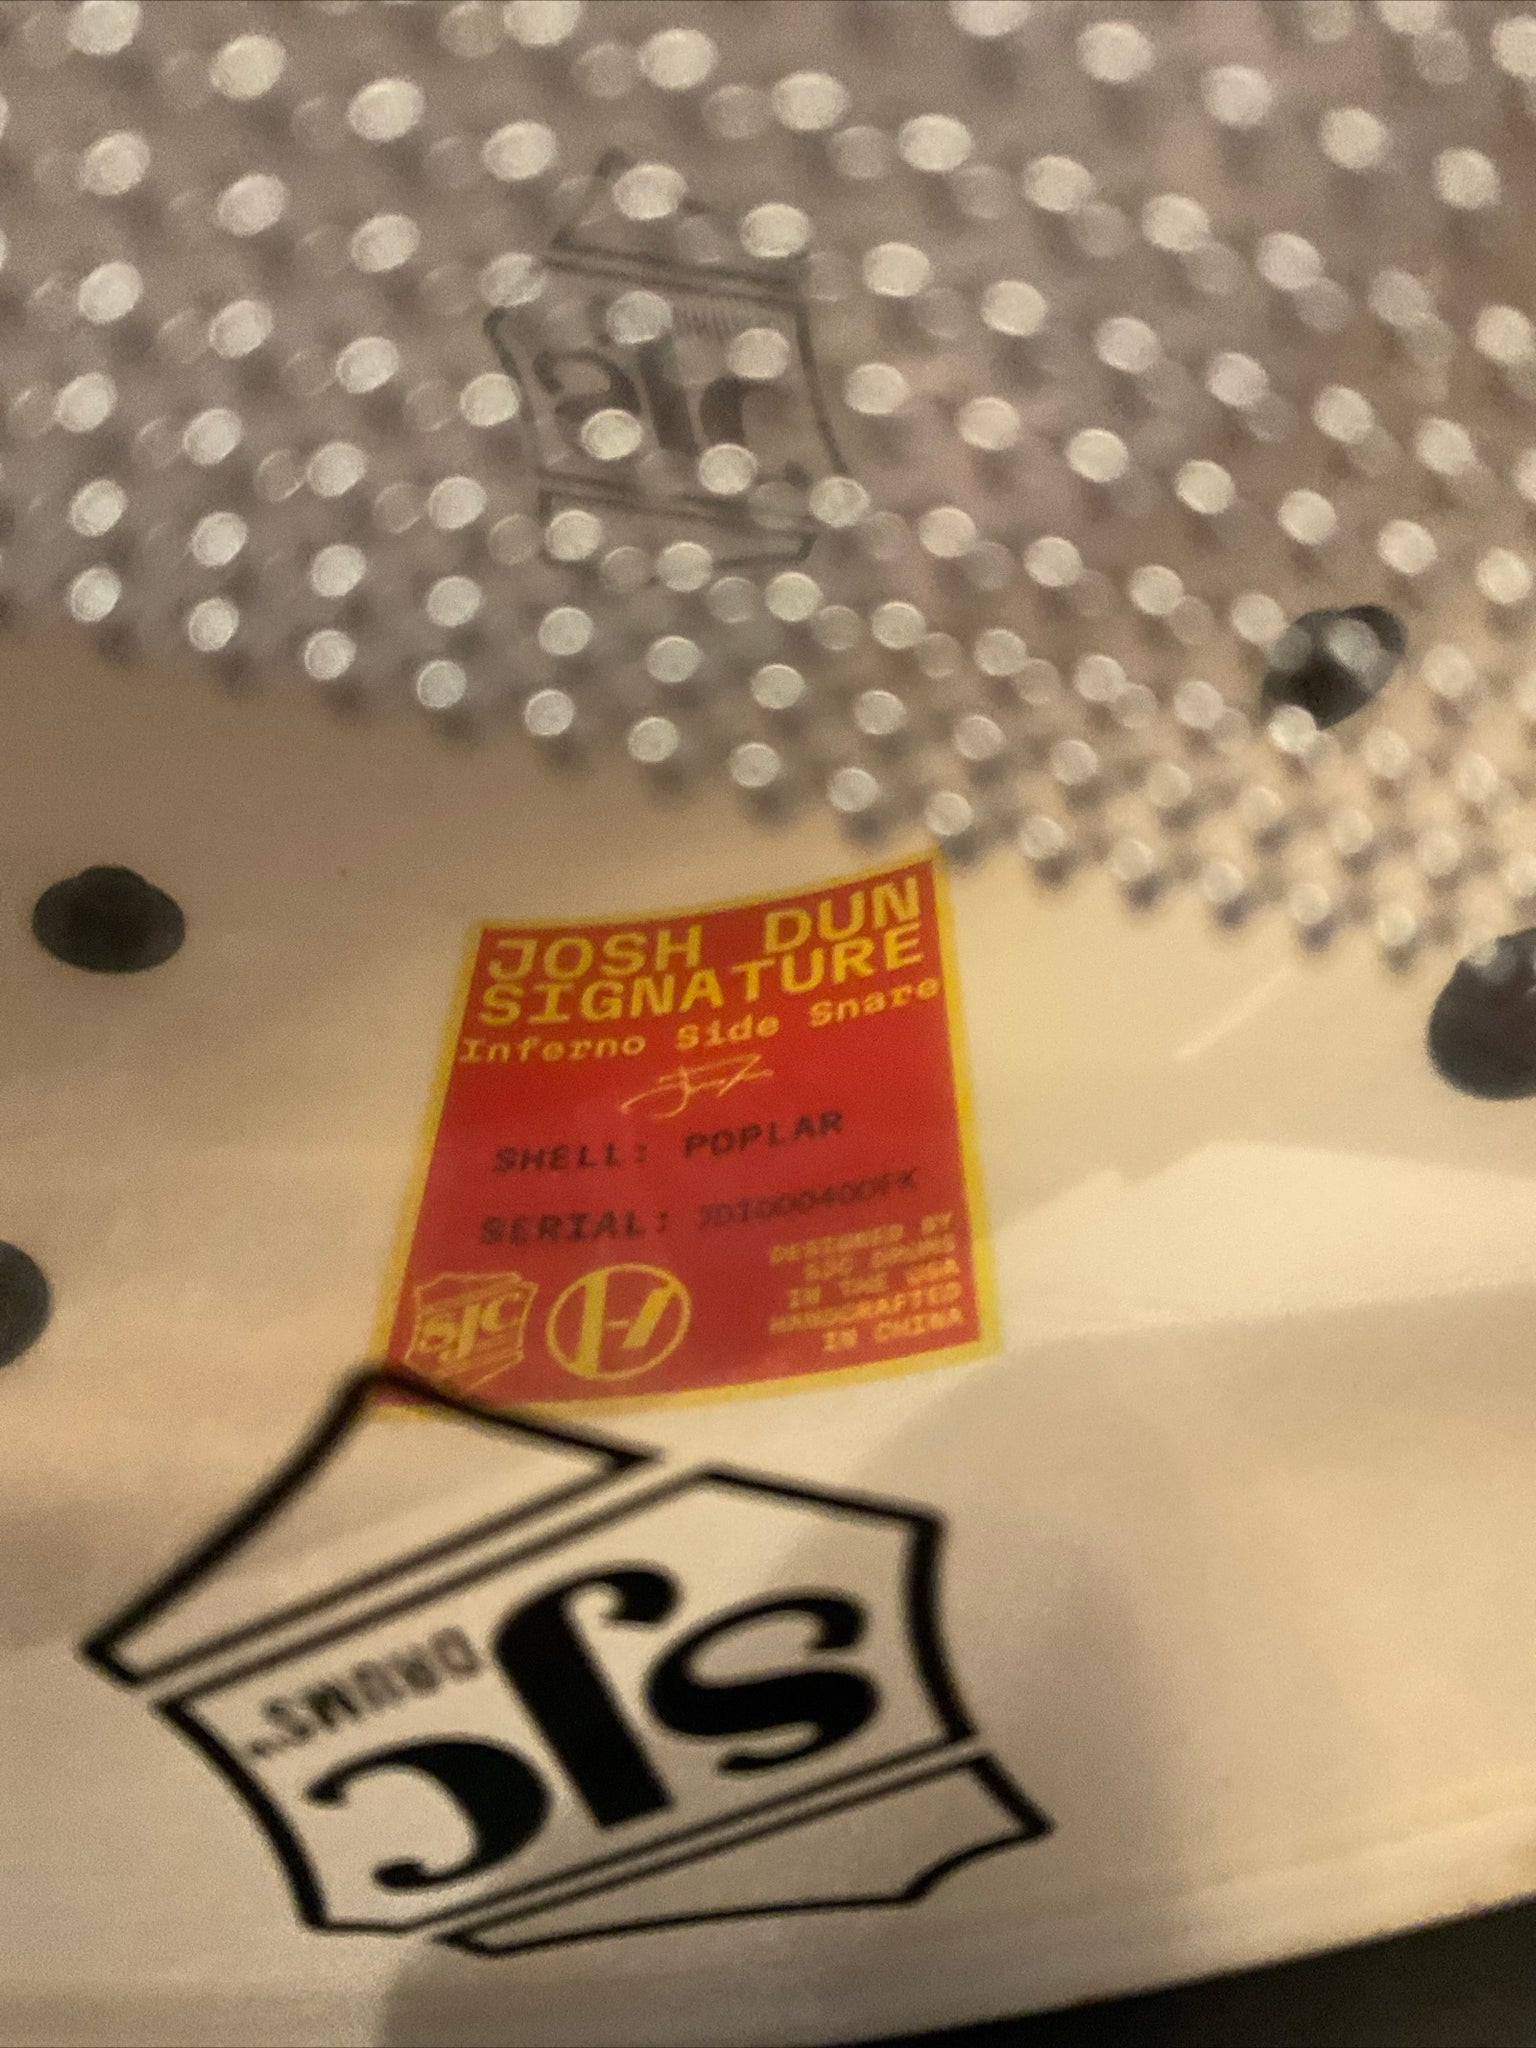 JOSH DUN
SIGNATURE
Inferno Side Snare
SHELL: POPLAR
SERIAL:
sjc
DESIGNED BY
SJC DRUMS
IN THE USA
HANDCRAFTED
IN CHINA
sjc
DRUMS